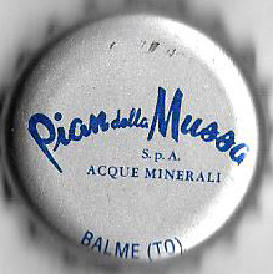 Pian della Mussa
S.p.A.
ACQUE MINERALI
BALME (TO)